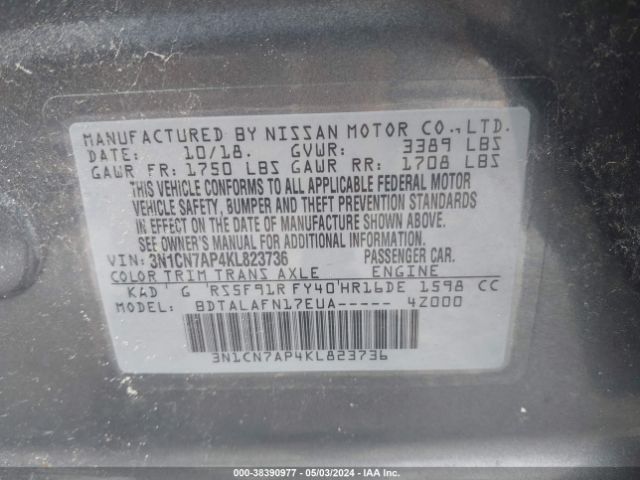 MANUFACTURED BY NISSAN MOTOR CO., LTD.
DATE: 10/18. GVWR: 3389 LBS
GAWR FR: 1750 LBS GAWR RR: 1708 LBS
THIS VEHICLE CONFORMS TO ALL APPLICABLE FEDERAL MOTOR
VEHICLE SAFETY, BUMPER AND THEFT PREVENTION STANDARDS
IN EFFECT ON THE DATE OF MANUFACTURE SHOWN ABOVE.
SEE OWNER'S MANUAL FOR ADDITIONAL INFORMATION.
VIN: 3N1CN7AP4KL823736 PASSENGER CAR.
COLOR TRIM TRANS AXLE ENGINE
KAD G RS5F91R FY40 HR16DE 1598 CC
MODEL: BDTALAFN17EUA----- 4Z000
3N1CN7AP4KL823736
000-38390977 - 05/03/2024 - IAA Inc.